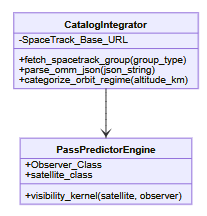 CatalogIntegrator
-SpaceTrack_Base_URL
+fetch_spacetrack_group(group_type)
+parse_omm_json(json_string)
+categorize_orbit_regime(altitude_km)
PassPredictorEngine
+Observer_Class
+satellite_class
+visibility_kernel(satellite, observer)